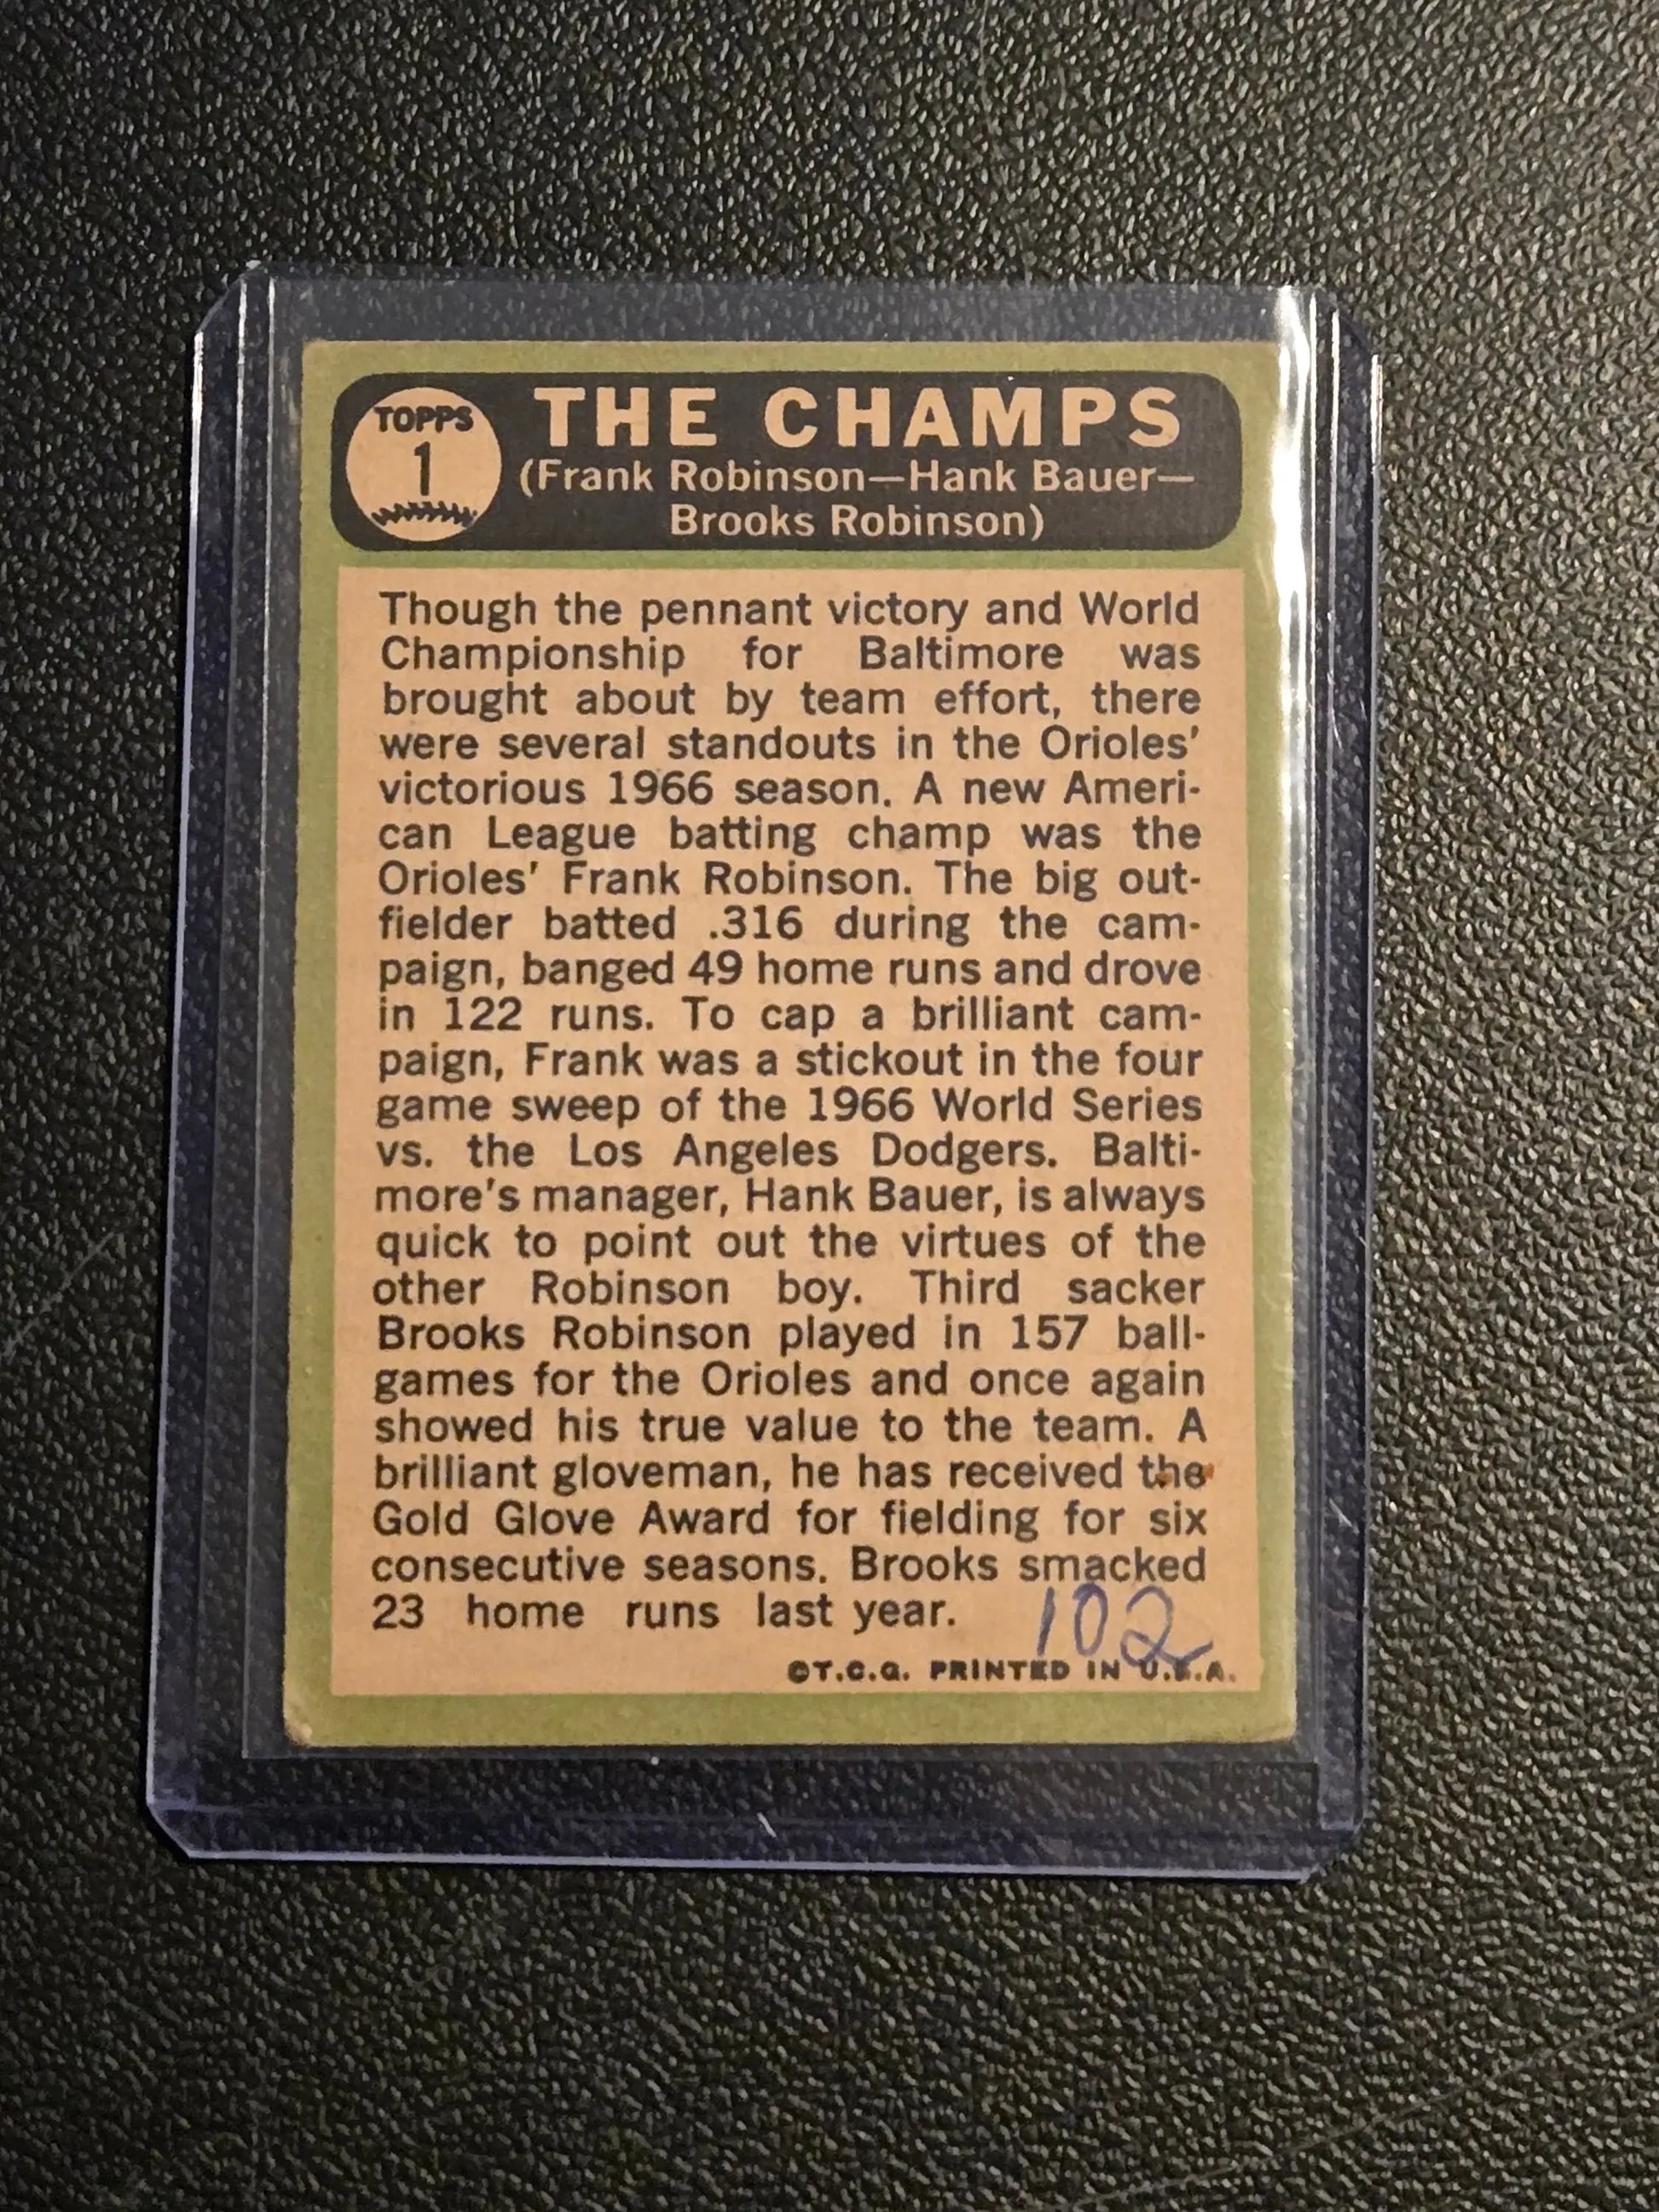 TOPPS
1
THE CHAMPS
(Frank Robinson—Hank Bauer—
Brooks Robinson)
Though the pennant victory and World
Championship for Baltimore was
brought about by team effort, there
were several standouts in the Orioles'
victorious 1966 season. A new Ameri-
can League batting champ was the
Orioles' Frank Robinson. The big out-
fielder batted .316 during the cam-
paign, banged 49 home runs and drove
in 122 runs. To cap a brilliant cam-
paign, Frank was a stickout in the four
game sweep of the 1966 World Series
vs. the Los Angeles Dodgers. Balti-
more's manager, Hank Bauer, is always
quick to point out the virtues of the
other Robinson boy. Third sacker
Brooks Robinson played in 157 ball-
games for the Orioles and once again
showed his true value to the team. A
brilliant gloveman, he has received the
Gold Glove Award for fielding for six
consecutive seasons. Brooks smacked
23 home runs last year.
102
©T.C.G. PRINTED IN U.S.A.